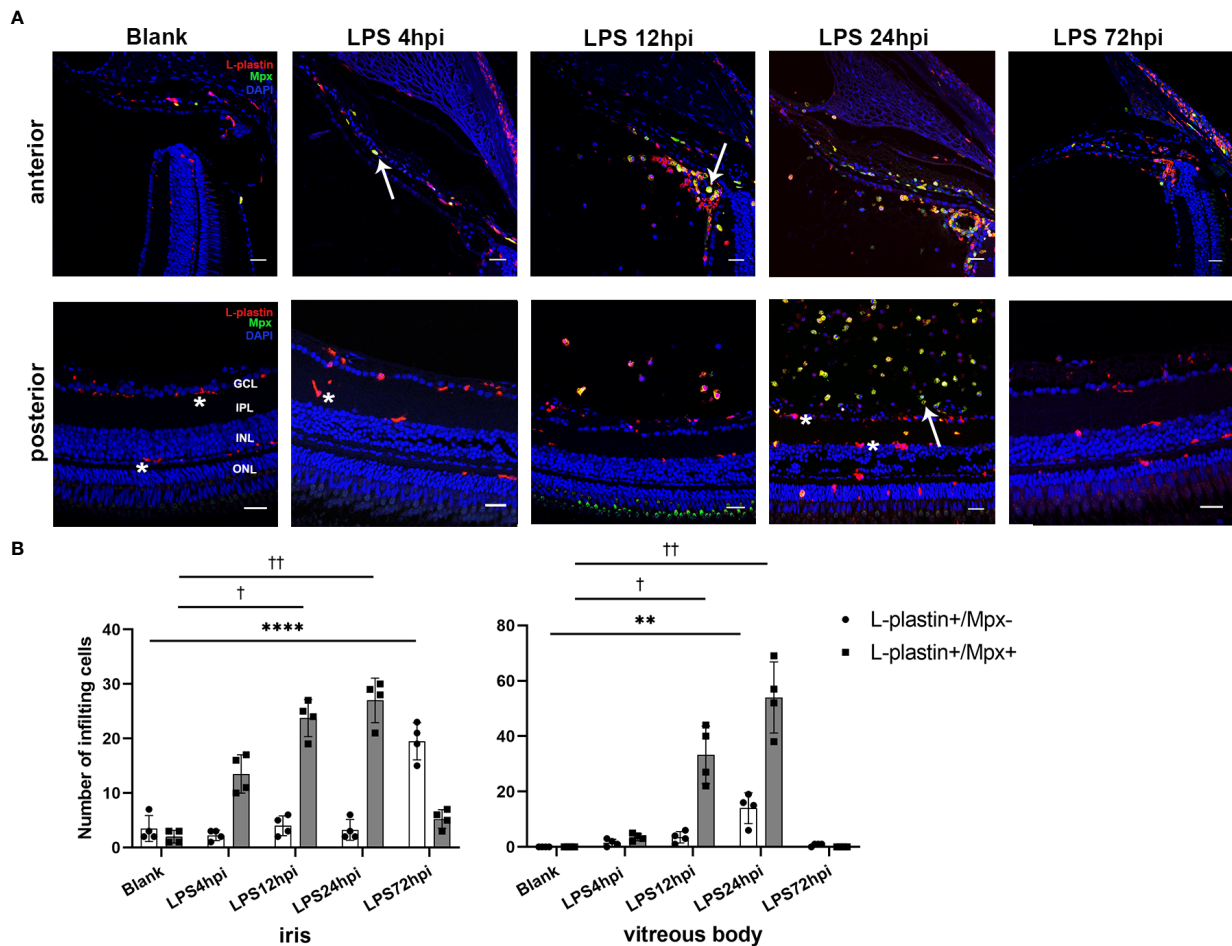 A
Blank
LPS 4hpi
LPS 12hpi
LPS 24hpi
LPS 72hpi
anterior
L-plastin
Mpx
DAPI
posterior
L-plastin
Mpx
DAPI
GCL
*
IPL
INL
*
ONL
*
*
*
B
††
†
****
Number of infilting cells
40
30
20
10
0
Blank
LPS4hpi
LPS12hpi
LPS24hpi
LPS72hpi
iris
††
†
**
80
60
40
20
0
Blank
LPS4hpi
LPS12hpi
LPS24hpi
LPS72hpi
vitreous body
L-plastin+/Mpx-
L-plastin+/Mpx+